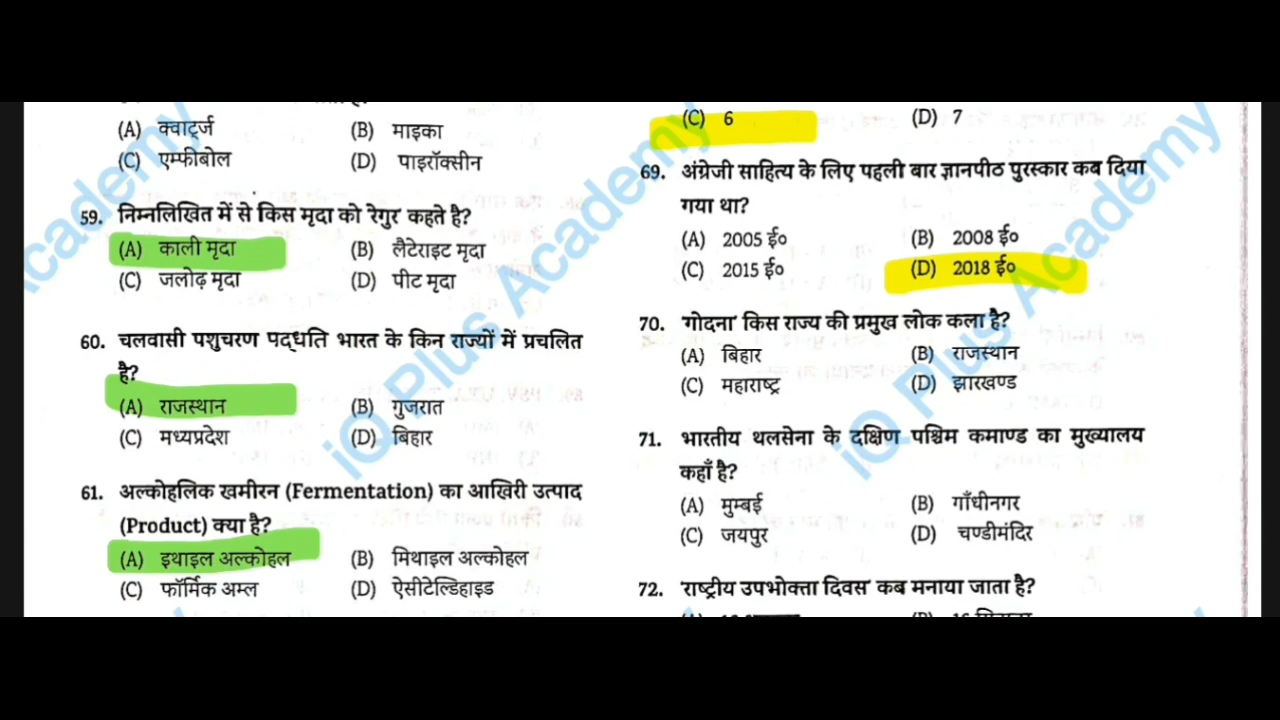 (A) क्वार्ट्ज (B) माइका
(C) एम्फीबोल (D) पाइरॉक्सीन
59. निम्नलिखित में से किस मृदा को 'रेगुर' कहते है?
(A) काली मृदा (B) लैटेराइट मृदा
(C) जलोढ़ मृदा (D) पीट मृदा
60. चलवासी पशुचरण पद्धति भारत के किन राज्यों में प्रचलित
है?
(A) राजस्थान (B) गुजरात
(C) मध्यप्रदेश (D) बिहार
61. अल्कोहलिक खमीरन (Fermentation) का आखिरी उत्पाद
(Product) क्या है?
(A) इथाइल अल्कोहल (B) मिथाइल अल्कोहल
(C) फॉर्मिक अम्ल (D) ऐसीटेल्डिहाइड
(C) 6 (D) 7
69. अंग्रेजी साहित्य के लिए पहली बार ज्ञानपीठ पुरस्कार कब दिया
गया था?
(A) 2005 ई० (B) 2008 ई०
(C) 2015 ई० (D) 2018 ई०
70. 'गोदना' किस राज्य की प्रमुख लोक कला है?
(A) बिहार (B) राजस्थान
(C) महाराष्ट्र (D) झारखण्ड
71. भारतीय थलसेना के दक्षिण पश्चिम कमाण्ड का मुख्यालय
कहाँ है?
(A) मुम्बई (B) गाँधीनगर
(C) जयपुर (D) चण्डीमंदिर
72. 'राष्ट्रीय उपभोक्ता दिवस' कब मनाया जाता है?
iQ Plus Academy
iQ Plus Academy